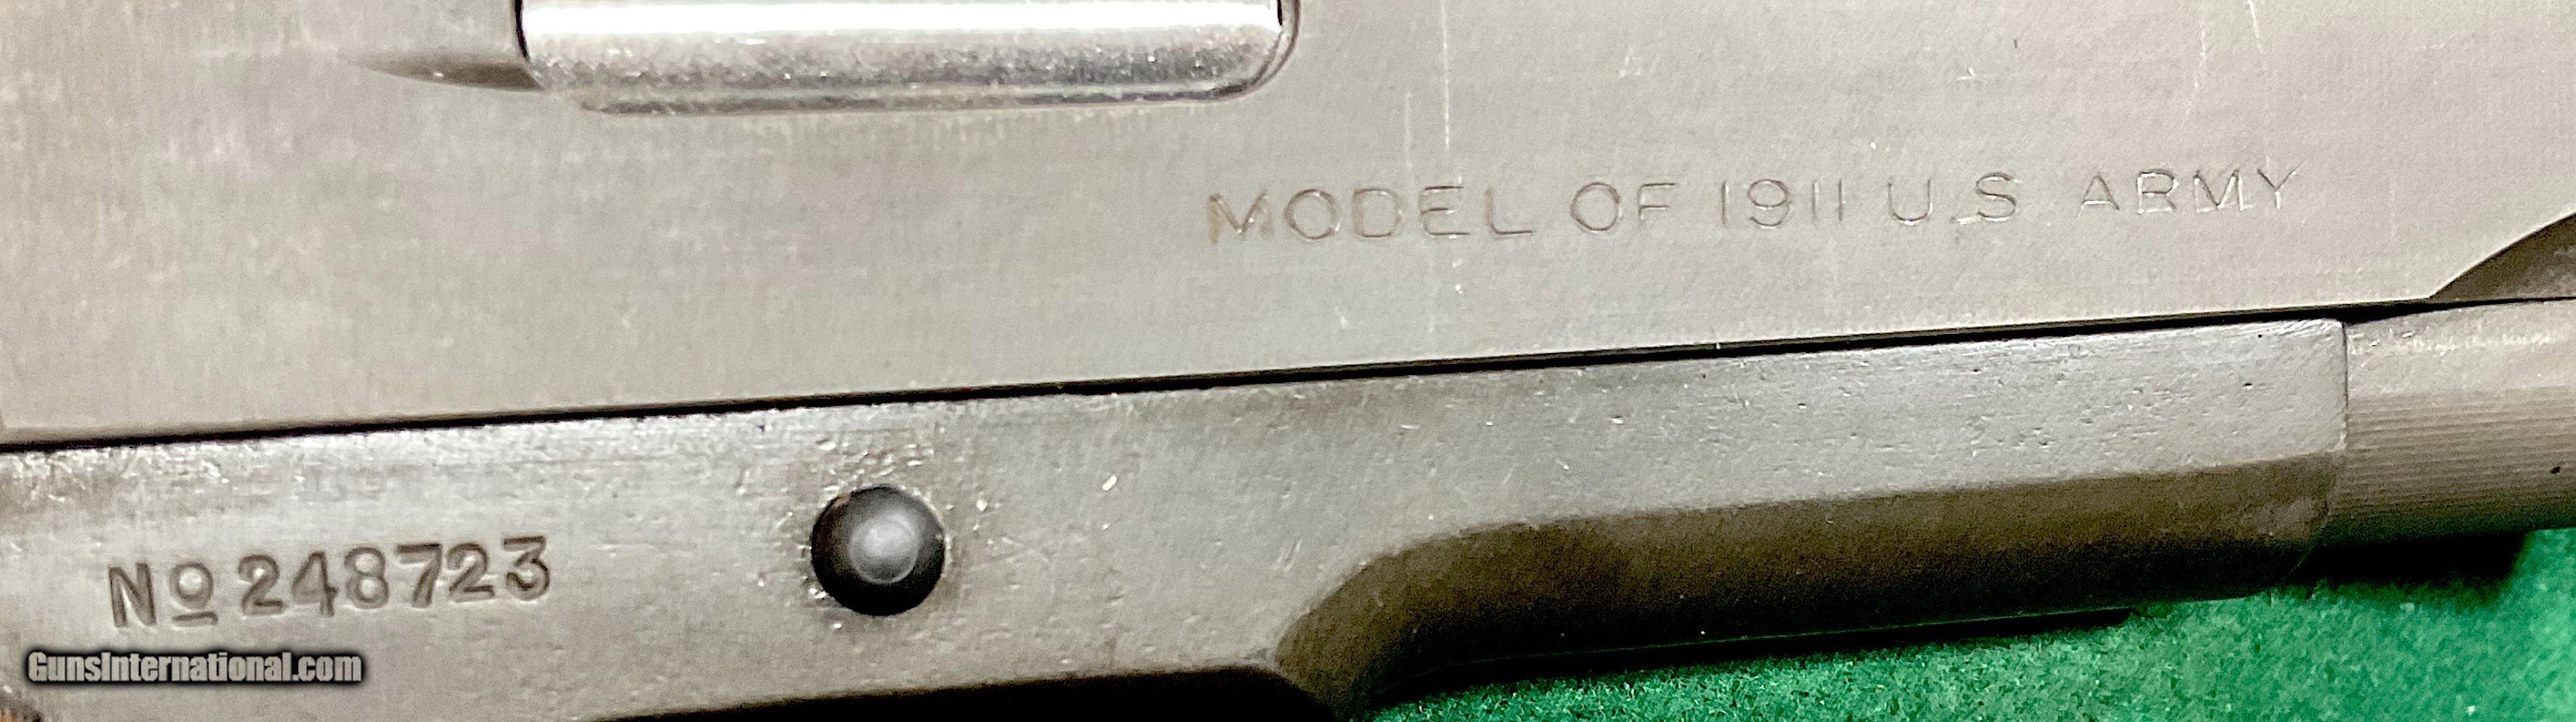 MODEL OF 1911 U.S ARMY
No 248723
GunsInternational.com